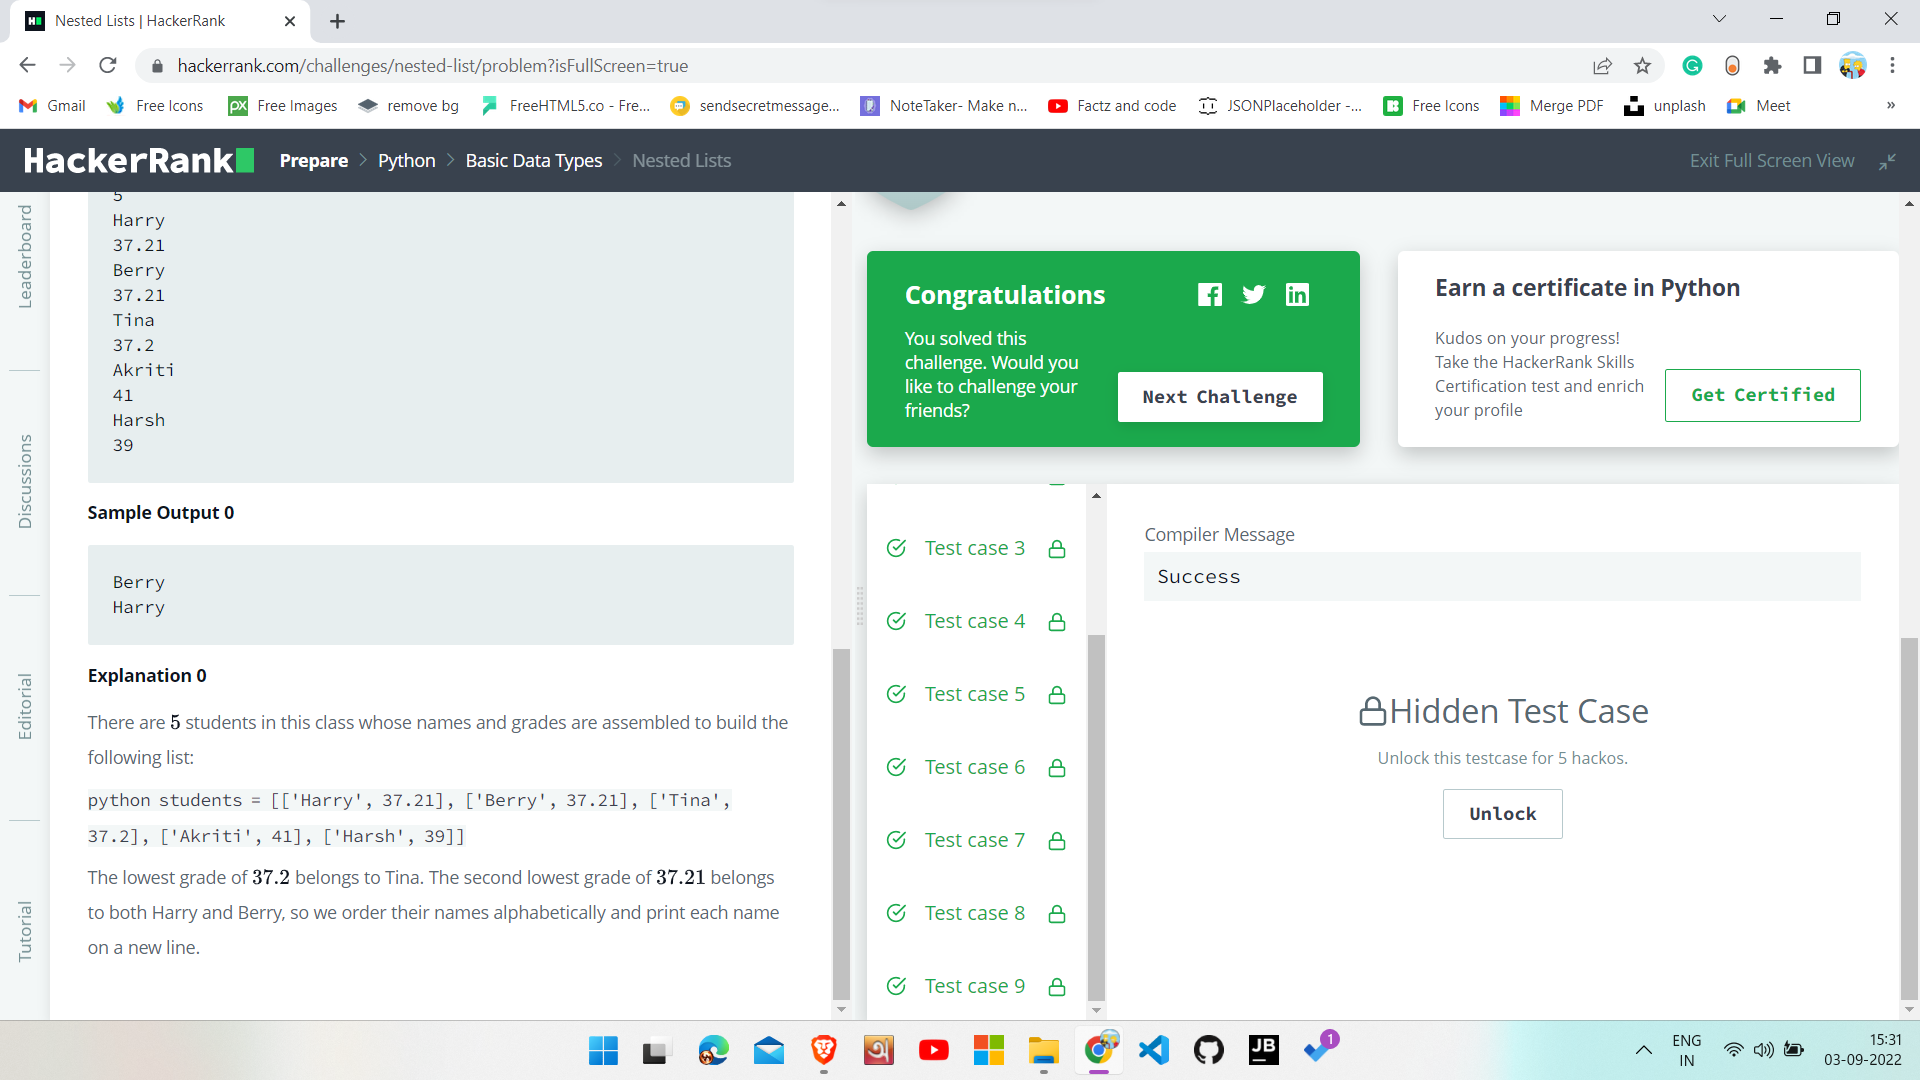 Nested Lists | HackerRank
hackerrank.com/challenges/nested-list/problem?isFullScreen=true
Gmail
Free Icons
PX
Free Images
remove bg
FreeHTML5.co - Fre...
sendsecretmessage...
NoteTaker- Make n...
Factz and code
JSONPlaceholder -...
Free Icons
Merge PDF
unplash
Meet
»
HackerRank
Prepare
Python
Basic Data Types
Nested Lists
Exit Full Screen View
Leaderboard
Discussions
Editorial
Tutorial
5
Harry
37.21
Berry
37.21
Tina
37.2
Akriti
41
Harsh
39
Sample Output 0
Berry
Harry
Explanation 0
There are 5 students in this class whose names and grades are assembled to build the
following list:
python students = [['Harry', 37.21], ['Berry', 37.21], ['Tina',
37.2], ['Akriti', 41], ['Harsh', 39]]
The lowest grade of 37.2 belongs to Tina. The second lowest grade of 37.21 belongs
to both Harry and Berry, so we order their names alphabetically and print each name
on a new line.
Congratulations
You solved this
challenge. Would you
like to challenge your
friends?
Next Challenge
Earn a certificate in Python
Kudos on your progress!
Take the HackerRank Skills
Certification test and enrich
your profile
Get Certified
Test case 3
Test case 4
Test case 5
Test case 6
Test case 7
Test case 8
Test case 9
Compiler Message
Success
Hidden Test Case
Unlock this testcase for 5 hackos.
Unlock
অ
JB
1
ENG
IN
15:31
03-09-2022